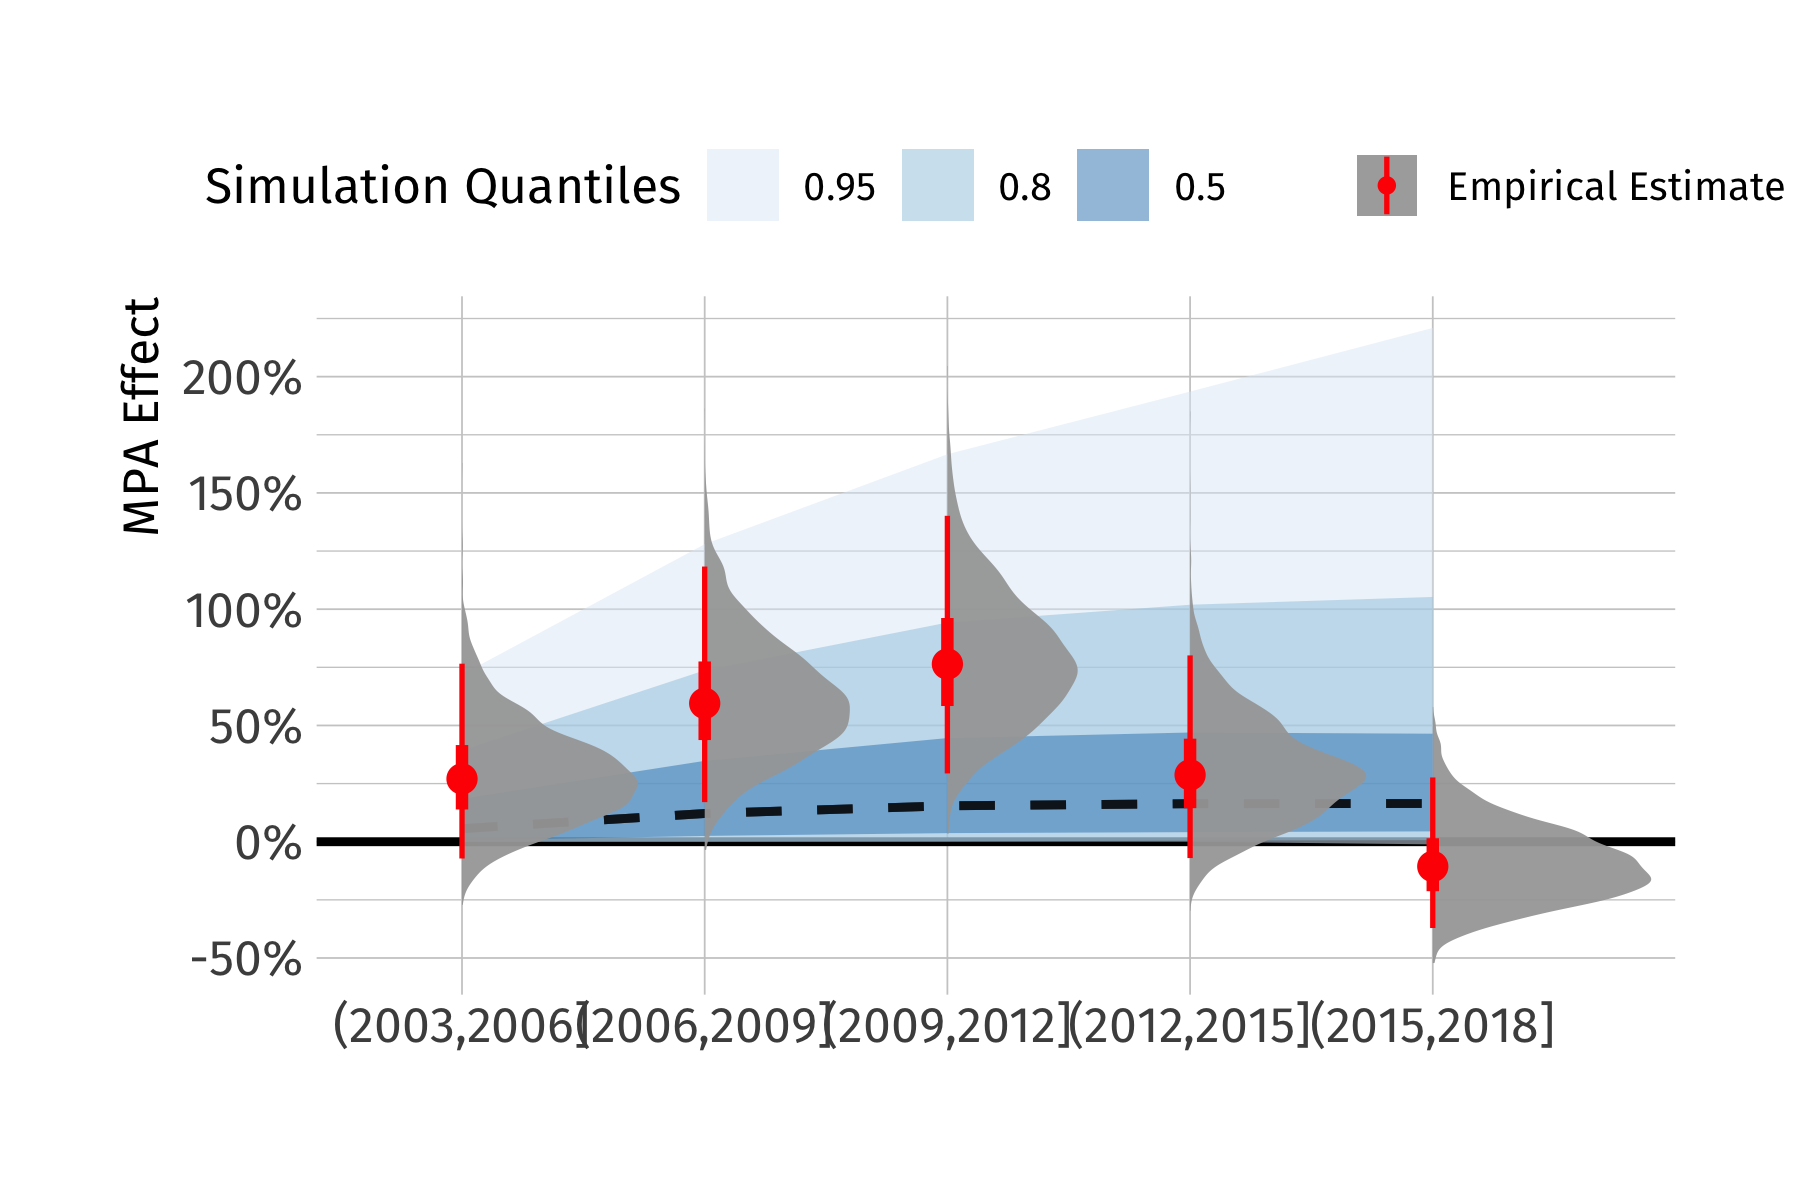 Simulation Quantiles 0.95 0.8 0.5 Empirical Estimate
MPA Effect
200%
150%
100%
50%
0%
-50%
(2003,2006] (2006,2009] (2009,2012] (2012,2015] (2015,2018]